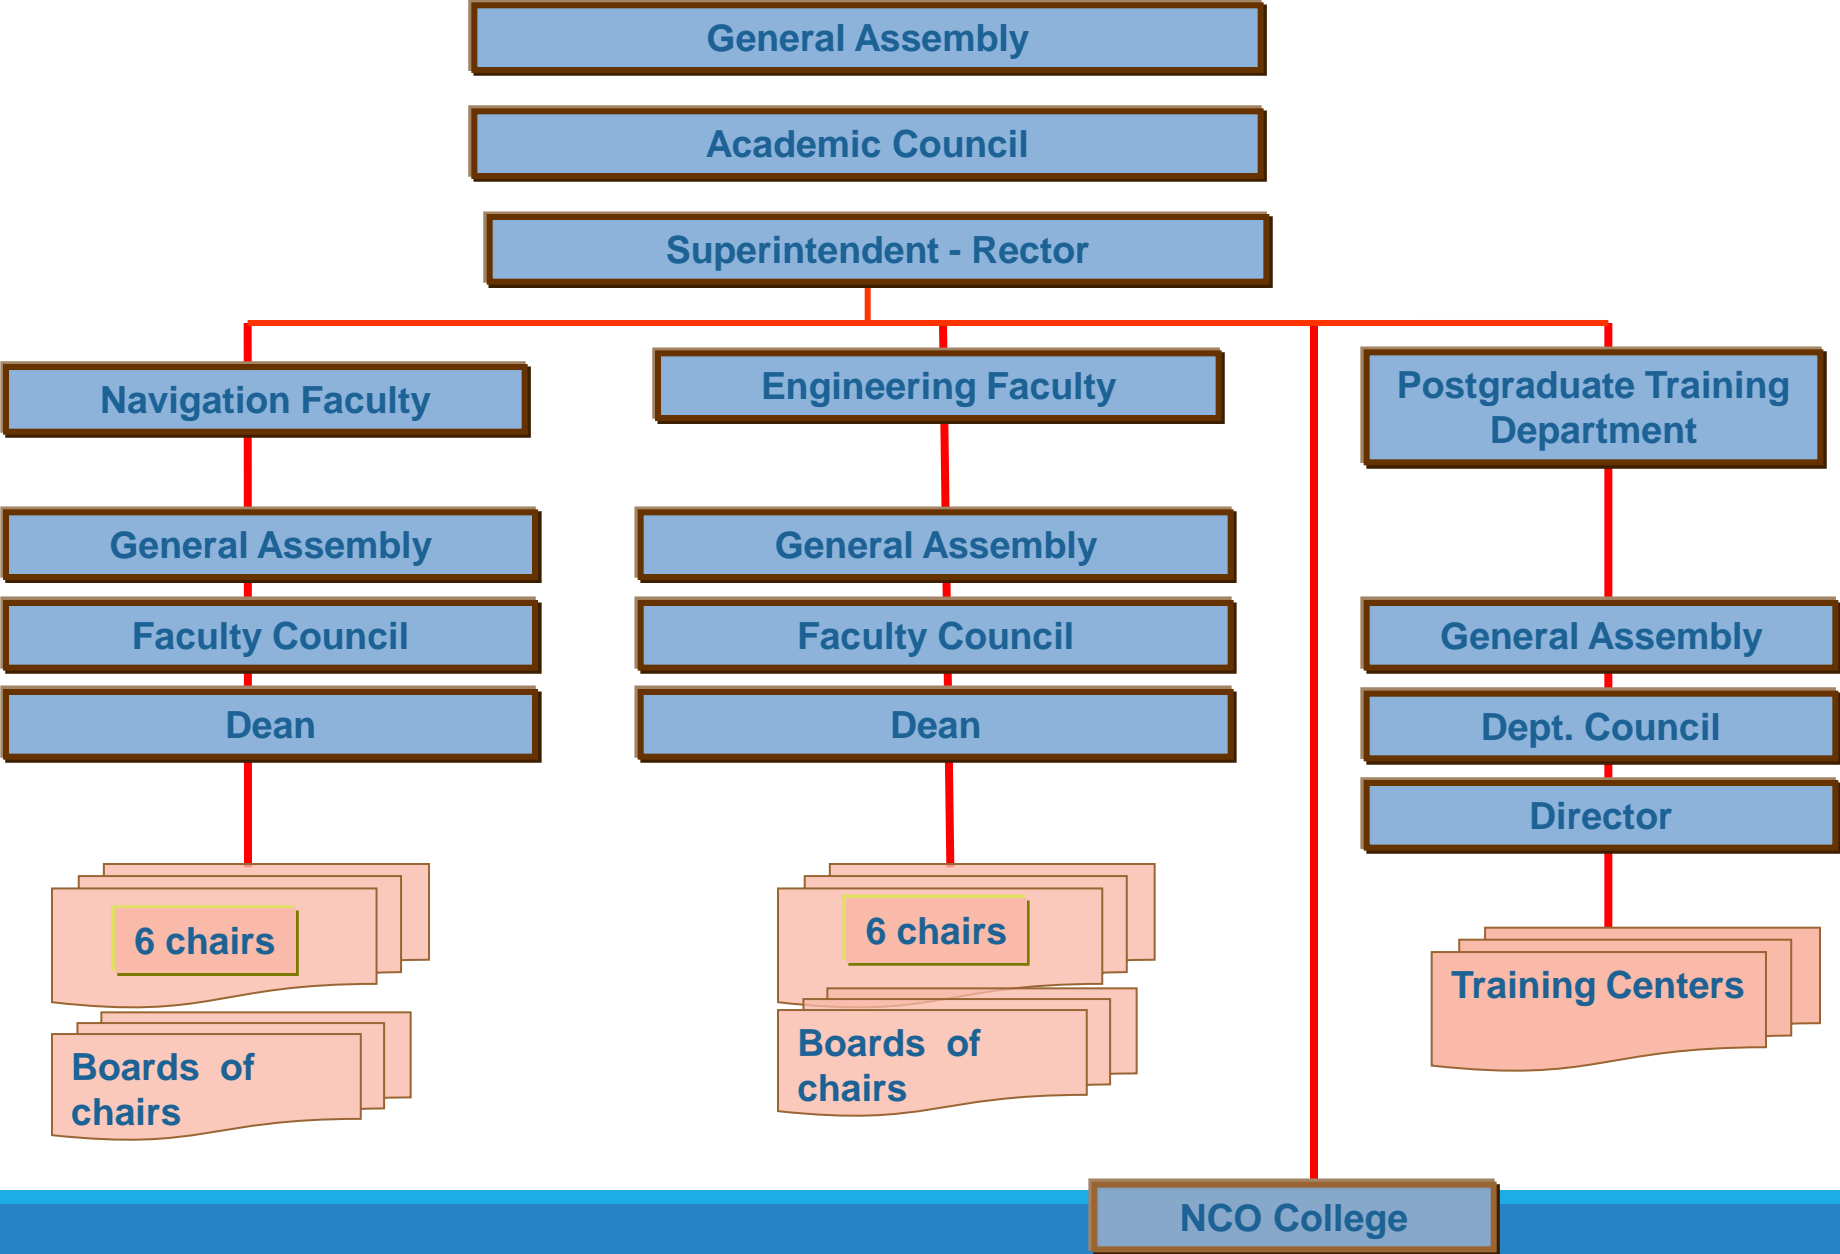 General Assembly
Academic Council
Superintendent - Rector
Navigation Faculty
Engineering Faculty
Postgraduate Training
Department
General Assembly
General Assembly
Faculty Council
Faculty Council
General Assembly
Dean
Dean
Dept. Council
Director
6 chairs
6 chairs
Training Centers
Boards of
chairs
Boards of
chairs
NCO College